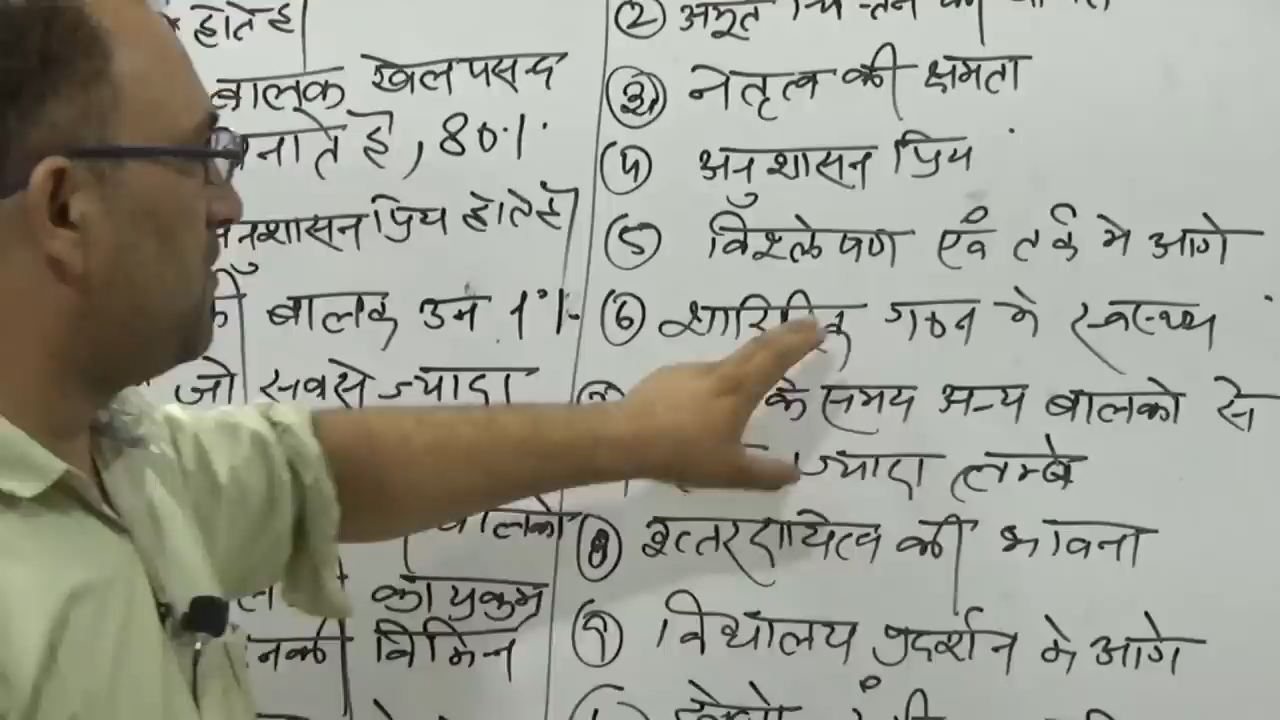 होते है
बालक खेल पसन्द
नाते है, 80%
नुशासन प्रिय होते है
की बालक उन 1%
जो सबसे ज्यादा
बालको
कार्यक्रम
नकी विभिन
② अमूर्त चिन्तन की
③ नेतृत्व की क्षमता
④ अनुशासन प्रिय
⑤ विश्लेषण एवं तर्क मे आगे
⑥ शारिरिक गठन मे स्वस्थ्य
के समय अन्य बालको से
ज्यादा लम्बे
⑧ उत्तरदायित्व की भावना
⑨ विधालय प्रदर्शन मे आगे